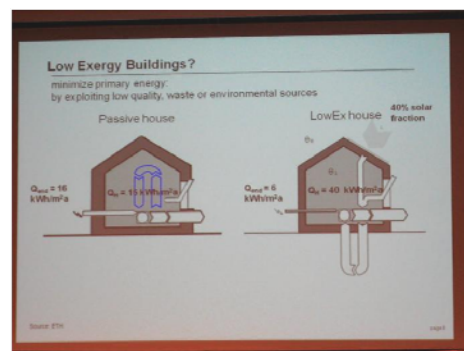 Low Exergy Buildings?
minimize primary energy:
by exploiting low quality, waste or environmental sources
Passive house
LowEx house
40% solar
fraction
Qend = 16
kWh/m²a
QH = 15 kWh/m²a
Qend = 6
kWh/m²a
QH = 40 kWh/m²a
Source: ETH